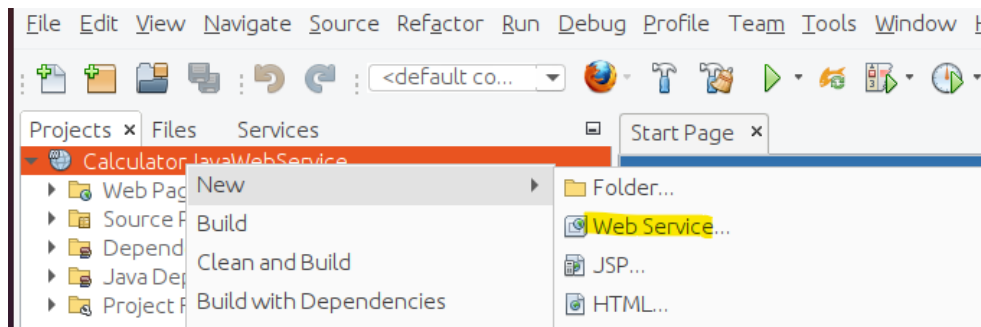 File Edit View Navigate Source Refactor Run Debug Profile Team Tools Window
<default co...
Projects Files Services
Start Page
CalculatorJavaWebService
New
Folder...
Web Pag
Source
Build
Web Service...
Depend
Clean and Build
JSP...
Java Dep
Project
Build with Dependencies
HTML...